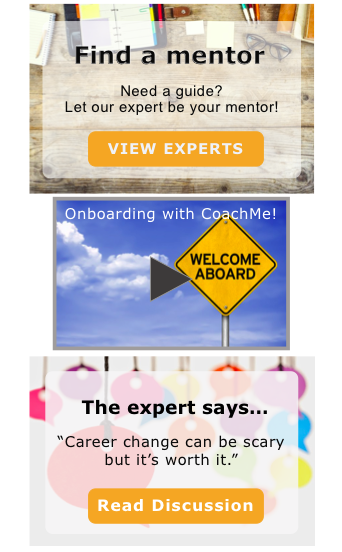 Find a mentor
Need a guide?
Let our expert be your mentor!
VIEW EXPERTS
Onboarding with CoachMe!
WELCOME
ABOARD
The expert says...
“Career change can be scary
but it’s worth it.”
Read Discussion